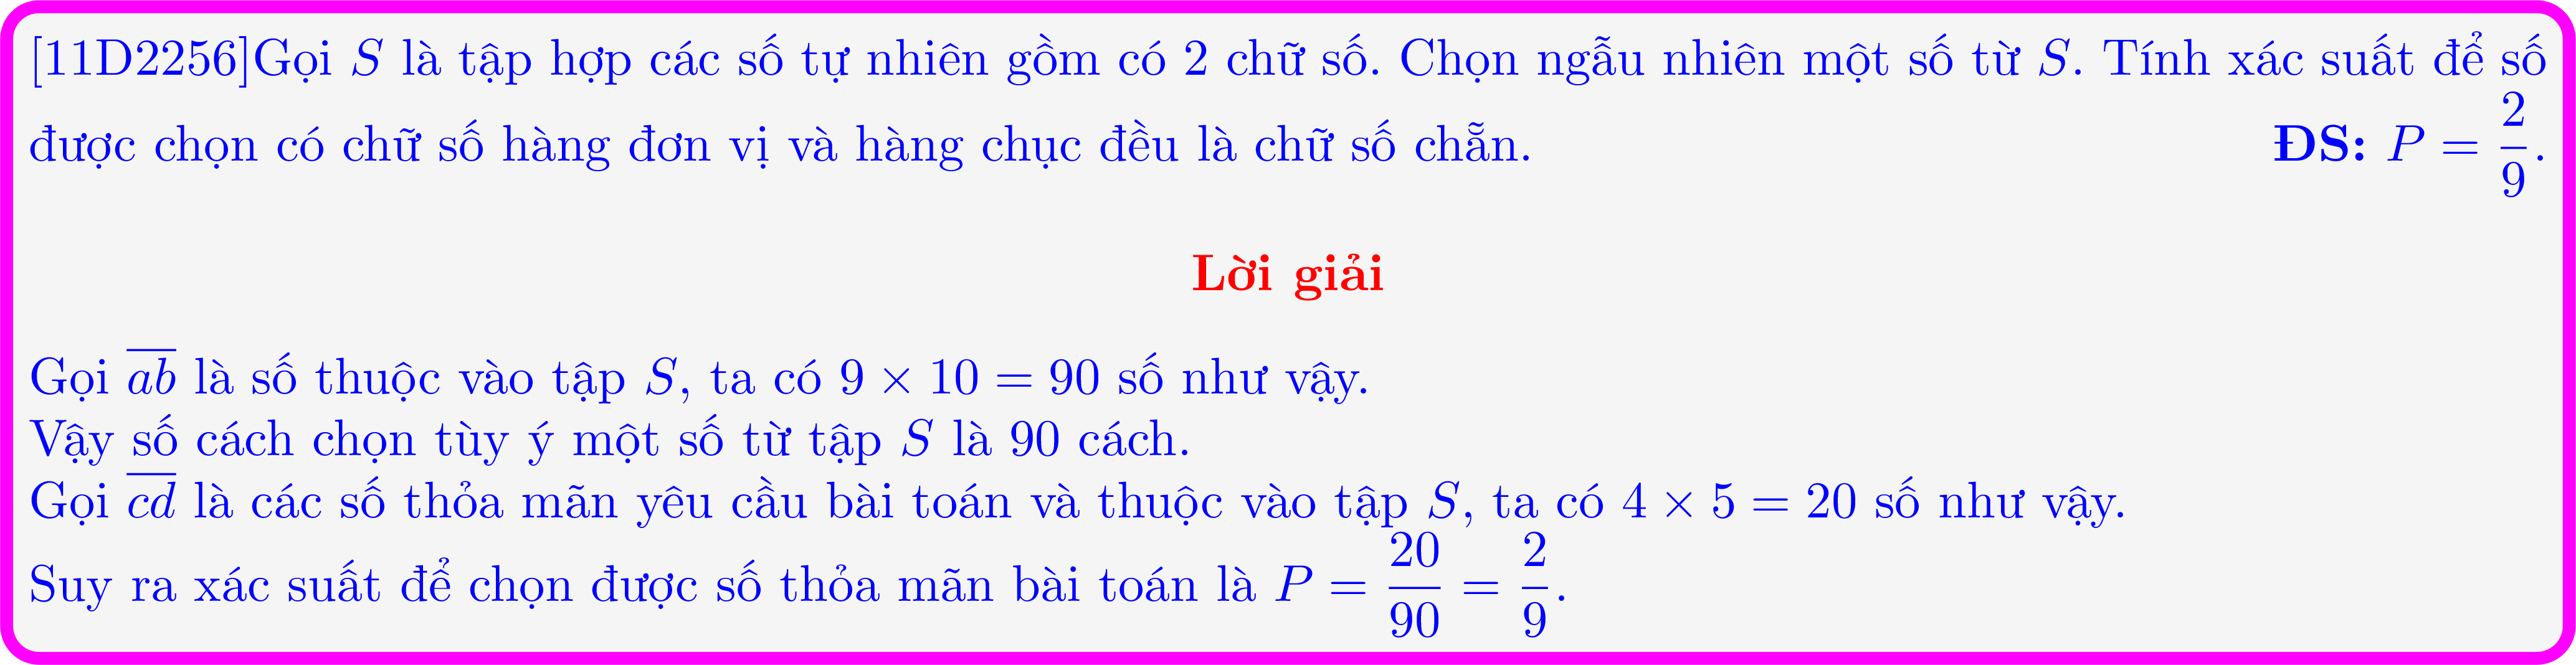 [11D2256]Gọi S là tập hợp các số tự nhiên gồm có 2 chữ số. Chọn ngẫu nhiên một số từ S. Tính xác suất để số
được chọn có chữ số hàng đơn vị và hàng chục đều là chữ số chẵn. ĐS: $P = \dfrac{2}{9}$.
Lời giải
Gọi $\overline{ab}$ là số thuộc vào tập S, ta có 9 × 10 = 90 số như vậy.
Vậy số cách chọn tùy ý một số từ tập S là 90 cách.
Gọi $\overline{cd}$ là các số thỏa mãn yêu cầu bài toán và thuộc vào tập S, ta có 4 × 5 = 20 số như vậy.
Suy ra xác suất để chọn được số thỏa mãn bài toán là $P = \dfrac{20}{90} = \dfrac{2}{9}$.